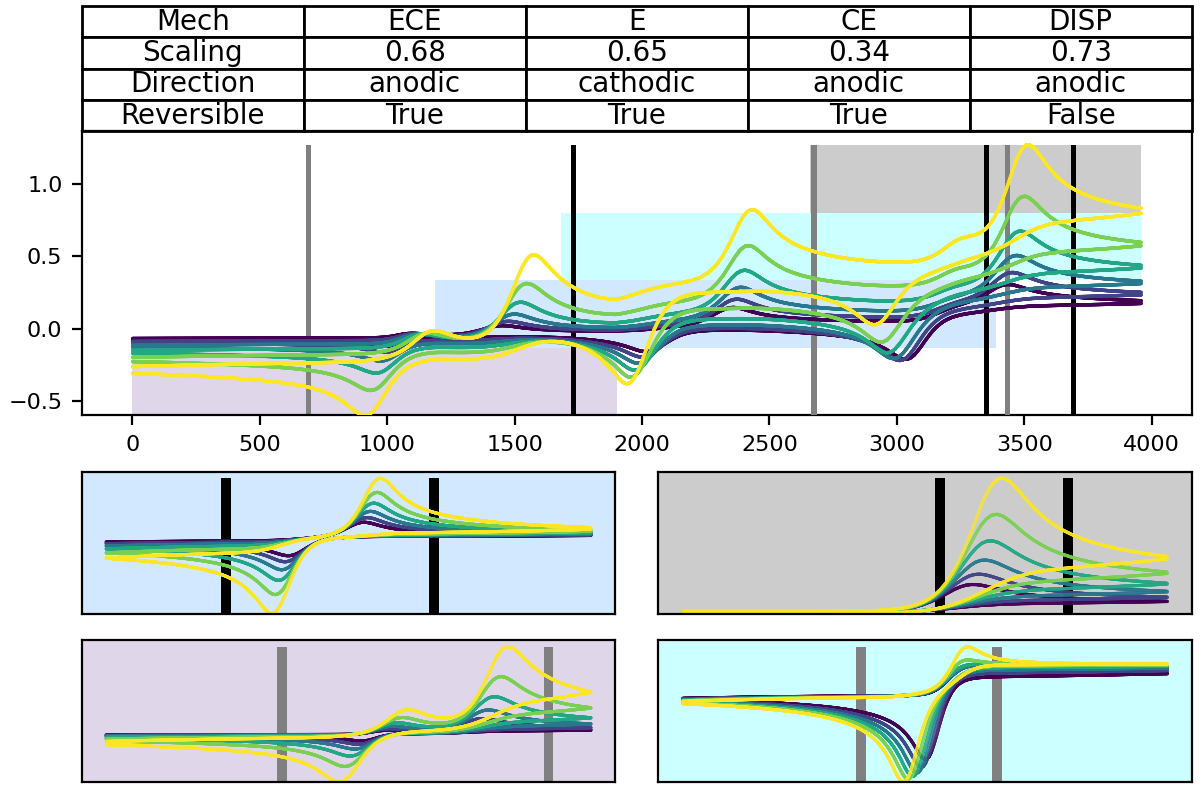 Mech ECE E CE DISP
Scaling 0.68 0.65 0.34 0.73
Direction anodic cathodic anodic anodic
Reversible True True True False
1.0
0.5
0.0
−0.5
0 500 1000 1500 2000 2500 3000 3500 4000